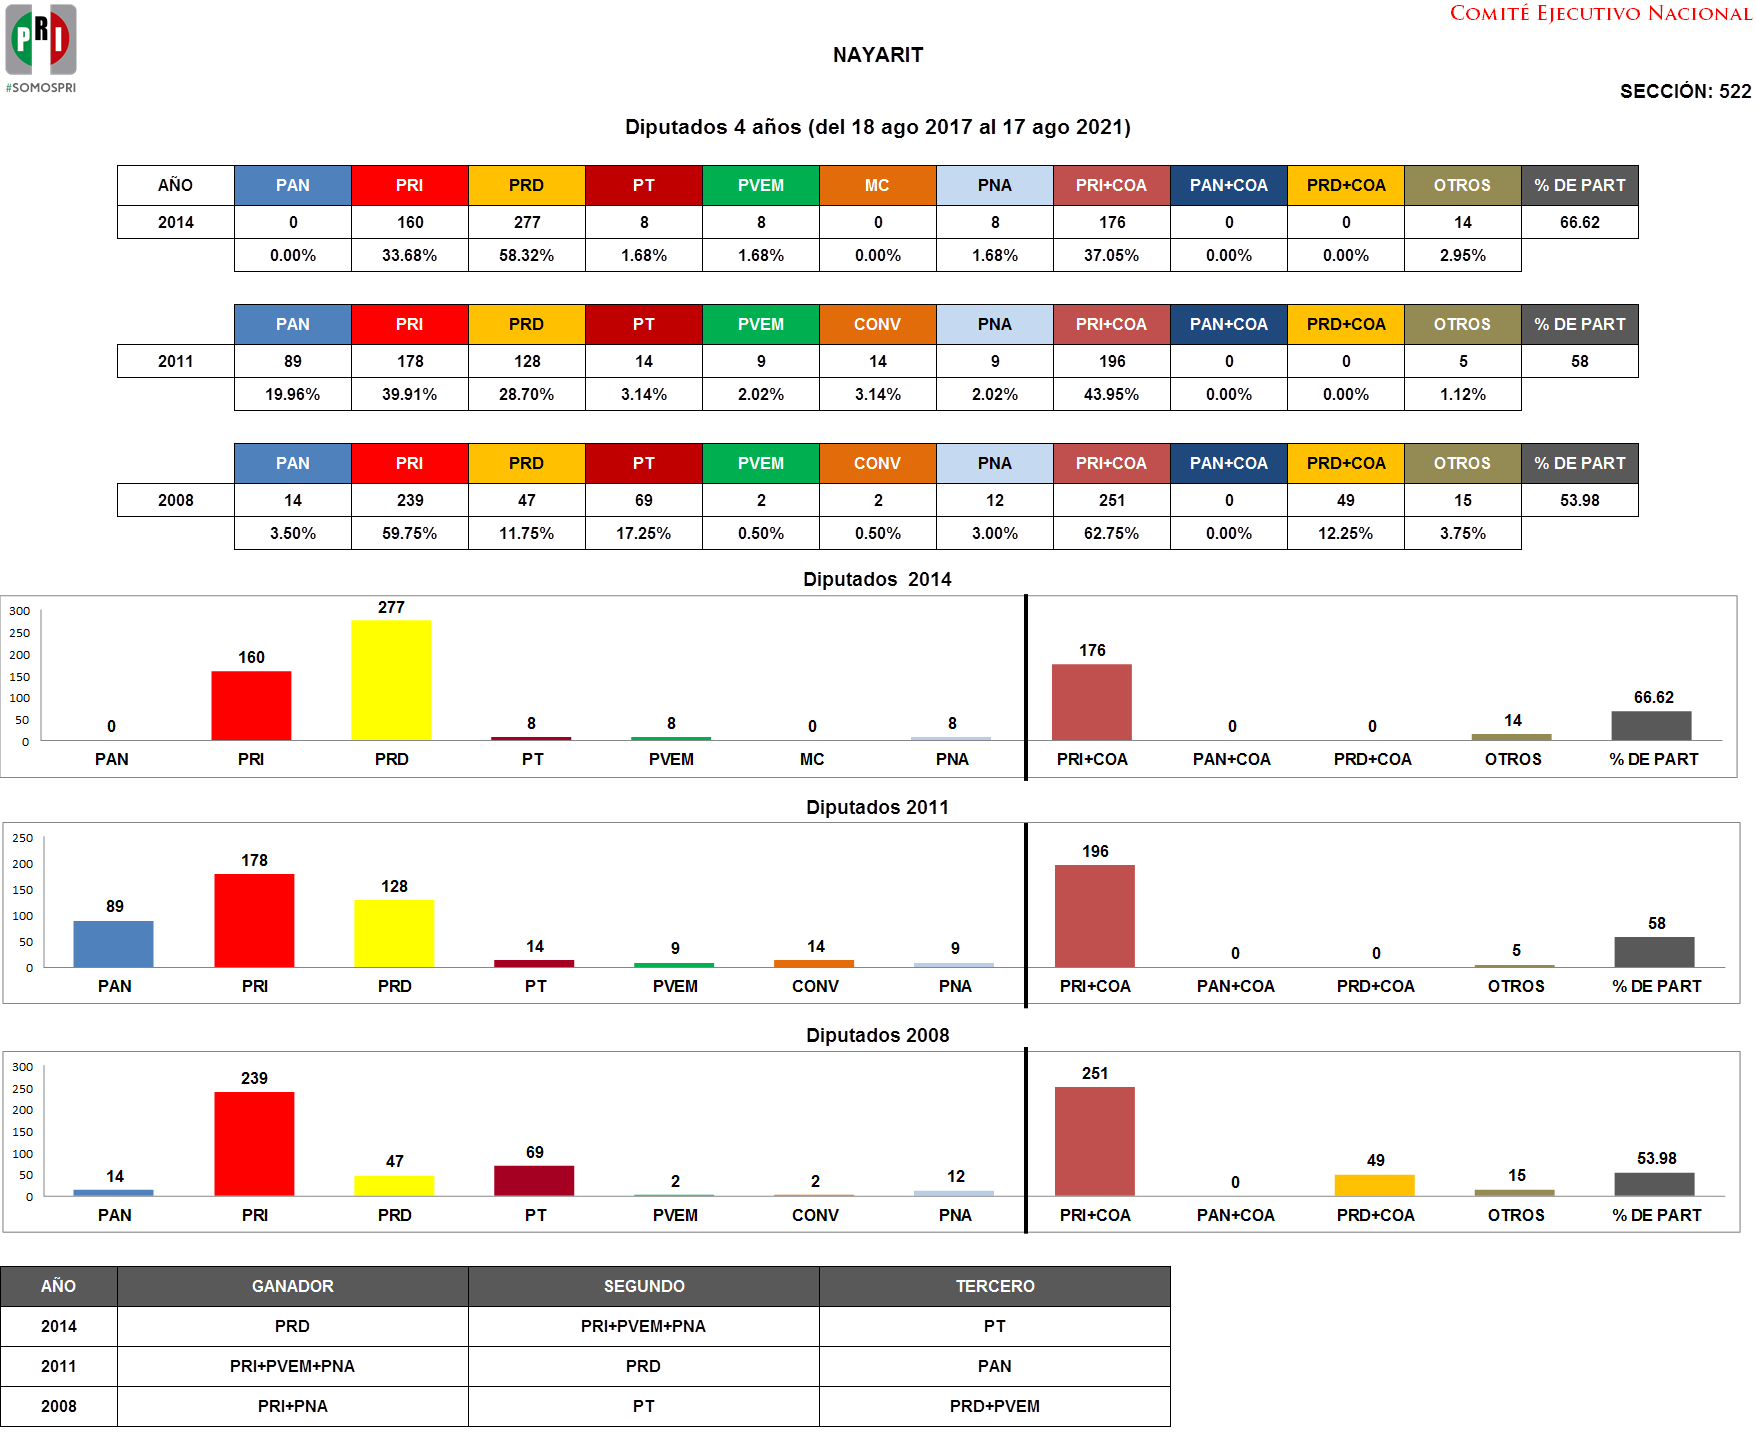 COMITÉ EJECUTIVO NACIONAL
PRI
#SOMOSPRI
NAYARIT
SECCIÓN: 522
Diputados 4 años (del 18 ago 2017 al 17 ago 2021)
AÑO PAN PRI PRD PT PVEM MC PNA PRI+COA PAN+COA PRD+COA OTROS % DE PART
2014 0 160 277 8 8 0 8 176 0 0 14 66.62
0.00% 33.68% 58.32% 1.68% 1.68% 0.00% 1.68% 37.05% 0.00% 0.00% 2.95%
PAN PRI PRD PT PVEM CONV PNA PRI+COA PAN+COA PRD+COA OTROS % DE PART
2011 89 178 128 14 9 14 9 196 0 0 5 58
19.96% 39.91% 28.70% 3.14% 2.02% 3.14% 2.02% 43.95% 0.00% 0.00% 1.12%
PAN PRI PRD PT PVEM CONV PNA PRI+COA PAN+COA PRD+COA OTROS % DE PART
2008 14 239 47 69 2 2 12 251 0 49 15 53.98
3.50% 59.75% 11.75% 17.25% 0.50% 0.50% 3.00% 62.75% 0.00% 12.25% 3.75%
Diputados  2014
300
250
200
150
100
50
0
0 160 277 8 8 0 8 176 0 0 14 66.62
PAN PRI PRD PT PVEM MC PNA PRI+COA PAN+COA PRD+COA OTROS % DE PART
Diputados 2011
250
200
150
100
50
0
89 178 128 14 9 14 9 196 0 0 5 58
PAN PRI PRD PT PVEM CONV PNA PRI+COA PAN+COA PRD+COA OTROS % DE PART
Diputados 2008
300
250
200
150
100
50
0
14 239 47 69 2 2 12 251 0 49 15 53.98
PAN PRI PRD PT PVEM CONV PNA PRI+COA PAN+COA PRD+COA OTROS % DE PART
AÑO GANADOR SEGUNDO TERCERO
2014 PRD PRI+PVEM+PNA PT
2011 PRI+PVEM+PNA PRD PAN
2008 PRI+PNA PT PRD+PVEM